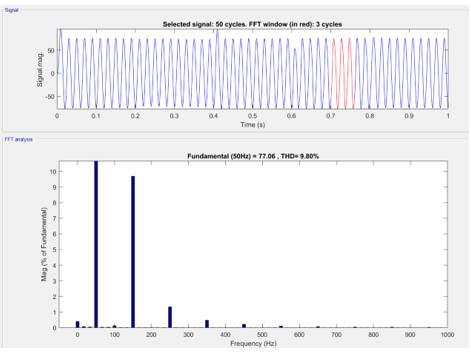 Signal
Selected signal: 50 cycles. FFT window (in red): 3 cycles
Signal mag.
50
0
-50
0 0.1 0.2 0.3 0.4 0.5 0.6 0.7 0.8 0.9 1
Time (s)
FFT analysis
Fundamental (50Hz) = 77.06 , THD= 9.80%
Mag (% of Fundamental)
10
9
8
7
6
5
4
3
2
1
0
0 100 200 300 400 500 600 700 800 900 1000
Frequency (Hz)